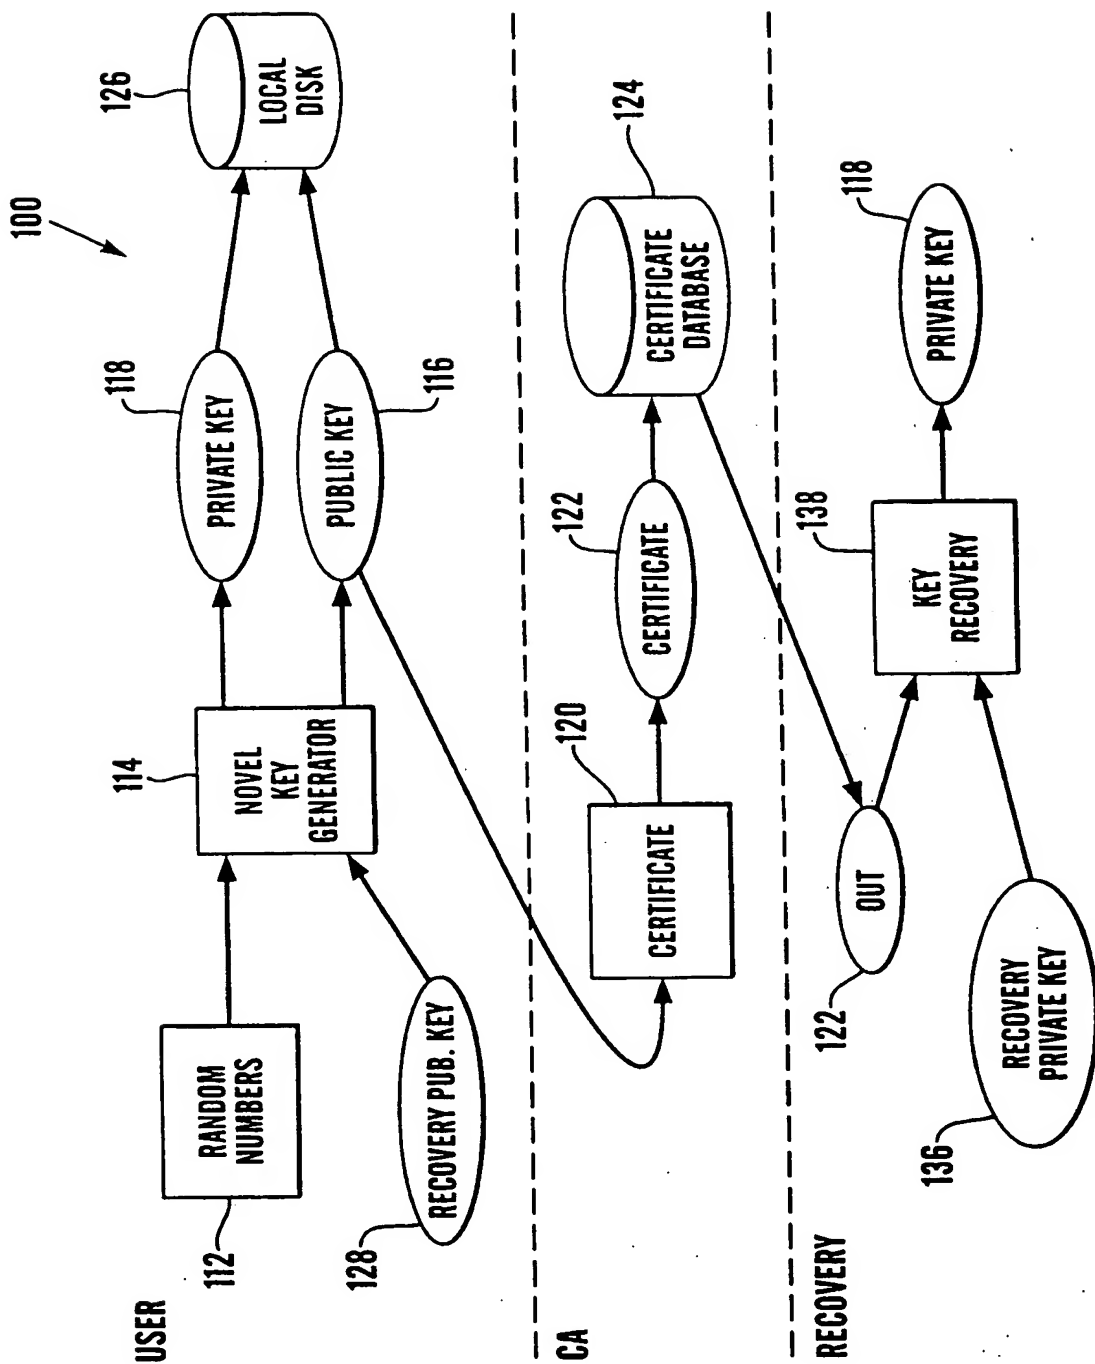 100
USER
112
RANDOM
NUMBERS
128
RECOVERY PUB. KEY
114
NOVEL
KEY
GENERATOR
118
PRIVATE KEY
116
PUBLIC KEY
126
LOCAL
DISK
CA
120
CERTIFICATE
122
CERTIFICATE
124
CERTIFICATE
DATABASE
RECOVERY
122
OUT
136
RECOVERY
PRIVATE KEY
138
KEY
RECOVERY
118
PRIVATE KEY